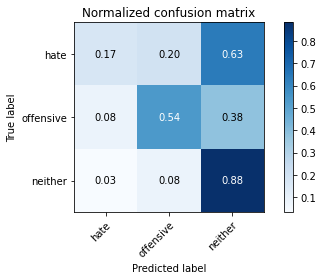 Normalized confusion matrix
True label
hate 0.17 0.20 0.63
offensive 0.08 0.54 0.38
neither 0.03 0.08 0.88
hate offensive neither
Predicted label
0.8
0.7
0.6
0.5
0.4
0.3
0.2
0.1